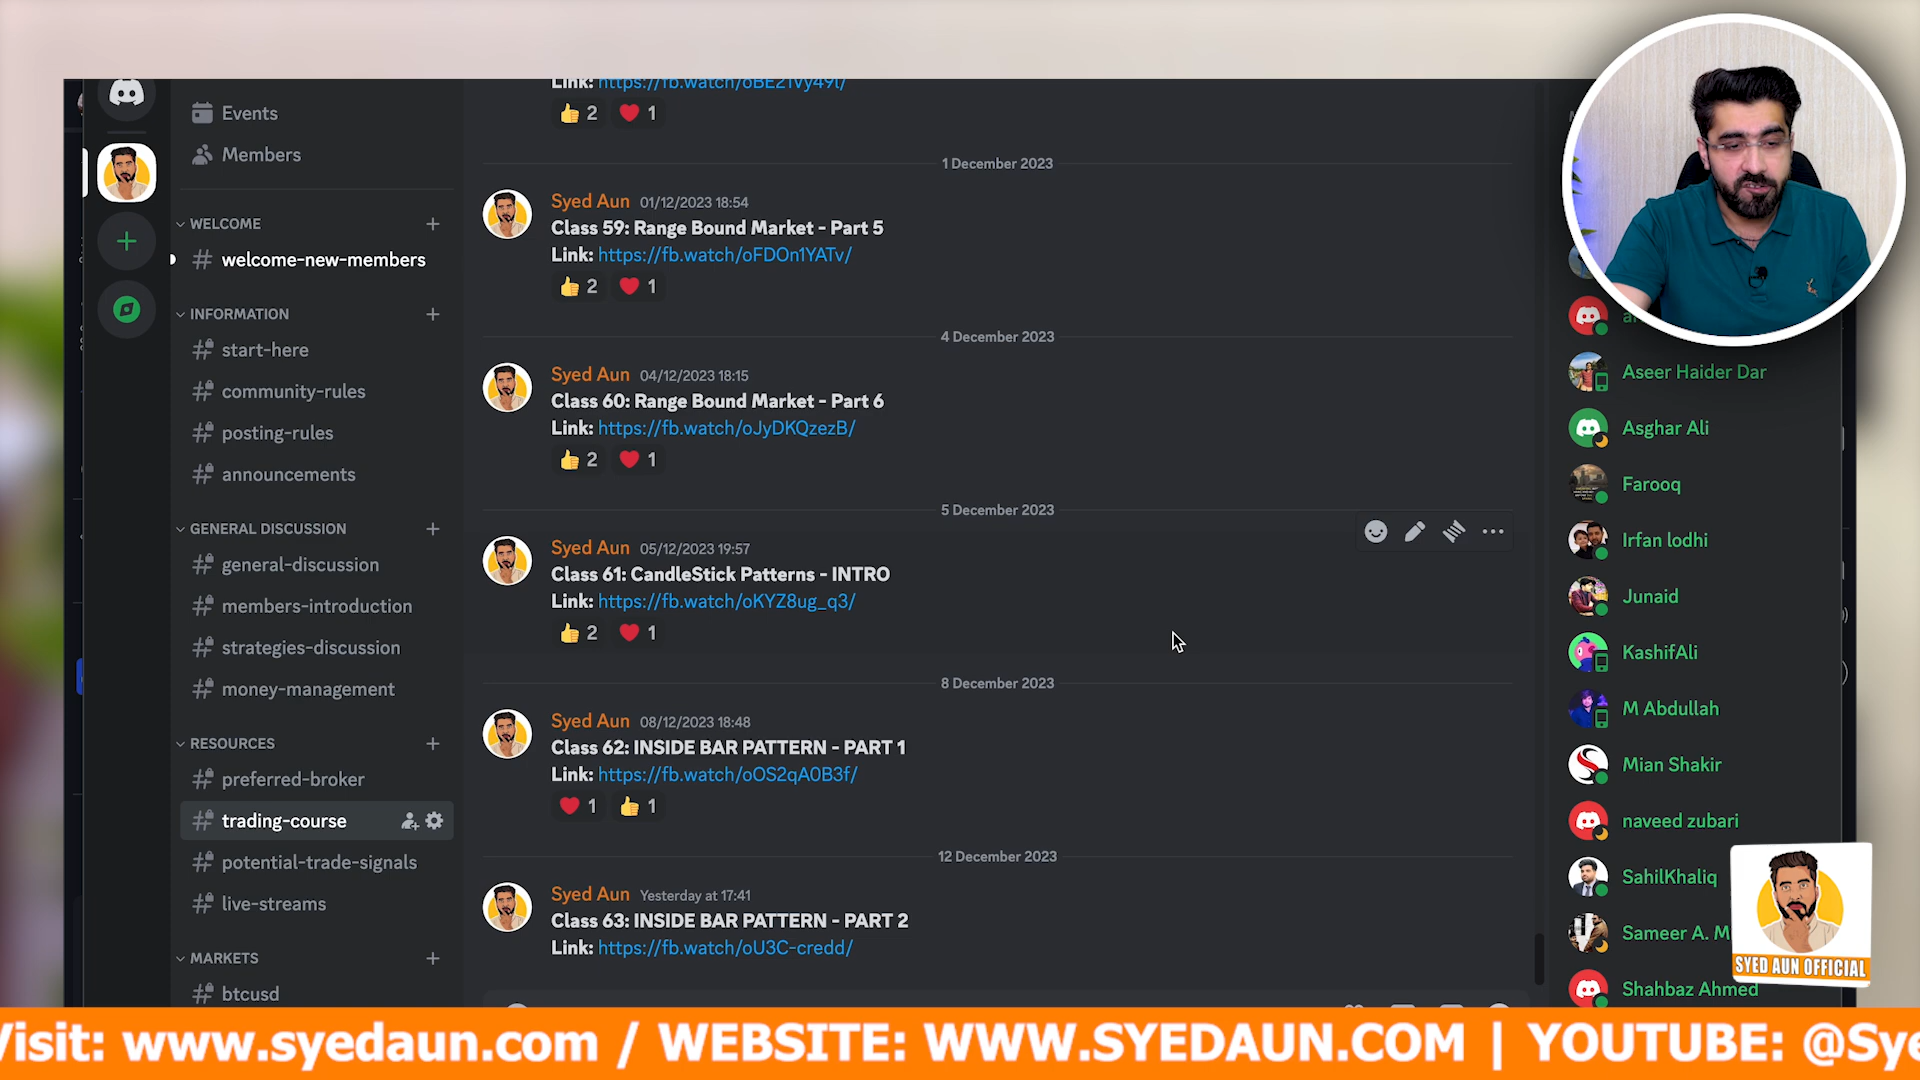 Events
Members
WELCOME
welcome-new-members
INFORMATION
start-here
community-rules
posting-rules
announcements
GENERAL DISCUSSION
general-discussion
members-introduction
strategies-discussion
money-management
RESOURCES
preferred-broker
trading-course
potential-trade-signals
live-streams
MARKETS
btcusd
Link: https://fb.watch/oBE21Vy49l/
👍 2 ❤️ 1
1 December 2023
Syed Aun 01/12/2023 18:54
Class 59: Range Bound Market - Part 5
Link: https://fb.watch/oFDOn1YATv/
👍 2 ❤️ 1
4 December 2023
Syed Aun 04/12/2023 18:15
Class 60: Range Bound Market - Part 6
Link: https://fb.watch/oJyDKQzezB/
👍 2 ❤️ 1
5 December 2023
Syed Aun 05/12/2023 19:57
Class 61: CandleStick Patterns - INTRO
Link: https://fb.watch/oKYZ8ug_q3/
👍 2 ❤️ 1
8 December 2023
Syed Aun 08/12/2023 18:48
Class 62: INSIDE BAR PATTERN - PART 1
Link: https://fb.watch/oOS2qA0B3f/
❤️ 1 👍 1
12 December 2023
Syed Aun Yesterday at 17:41
Class 63: INSIDE BAR PATTERN - PART 2
Link: https://fb.watch/oU3C-credd/
Aseer Haider Dar
Asghar Ali
Farooq
Irfan lodhi
Junaid
KashifAli
M Abdullah
Mian Shakir
naveed zubari
SahilKhaliq
Sameer A. M
Shahbaz Ahmed
SYED AUN OFFICIAL
Visit: www.syedaun.com / WEBSITE: WWW.SYEDAUN.COM | YOUTUBE: @Sye